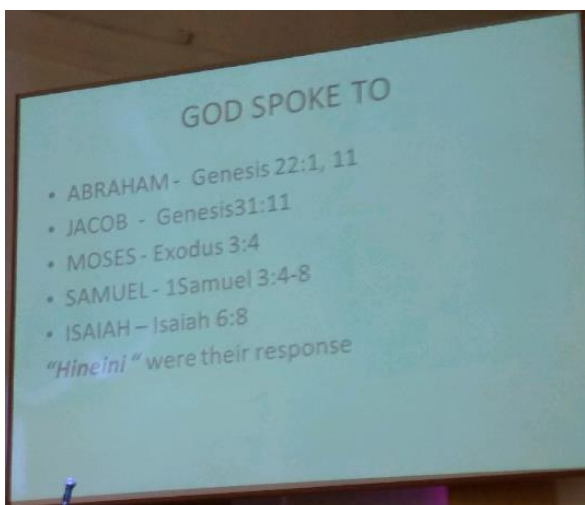 GOD SPOKE TO
• ABRAHAM - Genesis 22:1, 11
• JACOB - Genesis31:11
• MOSES - Exodus 3:4
• SAMUEL - 1Samuel 3:4-8
• ISAIAH – Isaiah 6:8
"Hineini" were their response